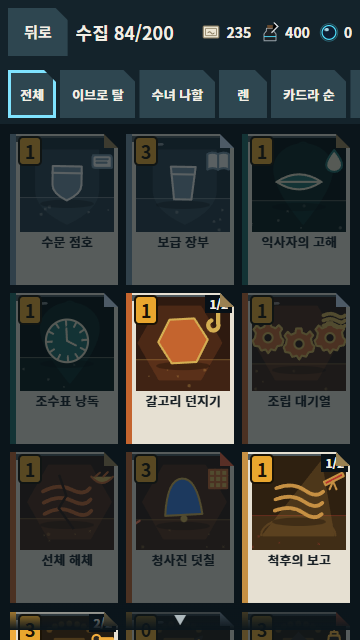 뒤로 수집 84/200 235 400 0
전체 이브로 탈 수녀 나할 렌 카드라 순
1 3 1
수문 점호 보급 장부 익사자의 고해
1 1 1/ 1
조수표 낭독 갈고리 던지기 조립 대기열
1 3 1 1/
선체 해체 청사진 덧칠 척후의 보고
3 2/ 0